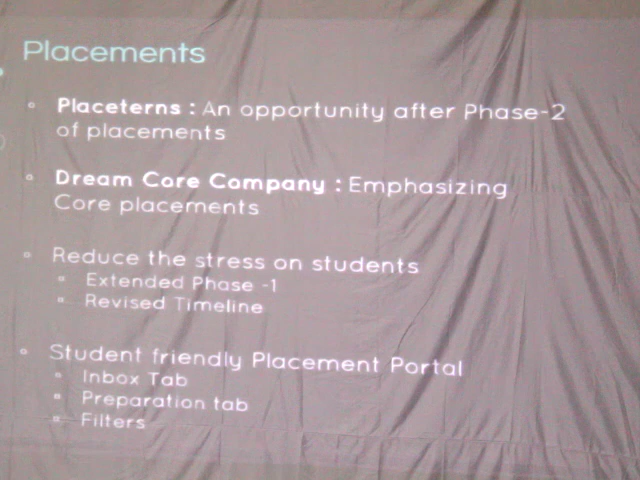 Placements
Placeterns : An opportunity after Phase-2
of placements
Dream Core Company : Emphasizing
Core placements
Reduce the stress on students
Extended Phase -1
Revised Timeline
Student friendly Placement Portal
Inbox Tab
Preparation tab
Filters